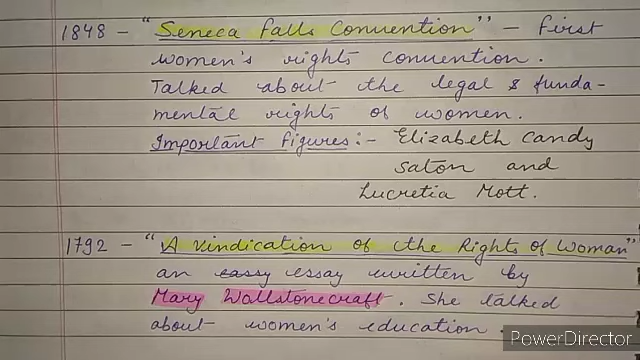 1848 - "Seneca Falls Convention" - First
women's rights convention.
Talked about the legal & funda-
mental rights of women.
Important figures:- Elizabeth Candy
Saton and
Lucretia Mott.
1792 - "A Vindication of the Rights of Woman"
an eassy essay written by
Mary Wallstonecraft. She talked
about women's education
PowerDirector